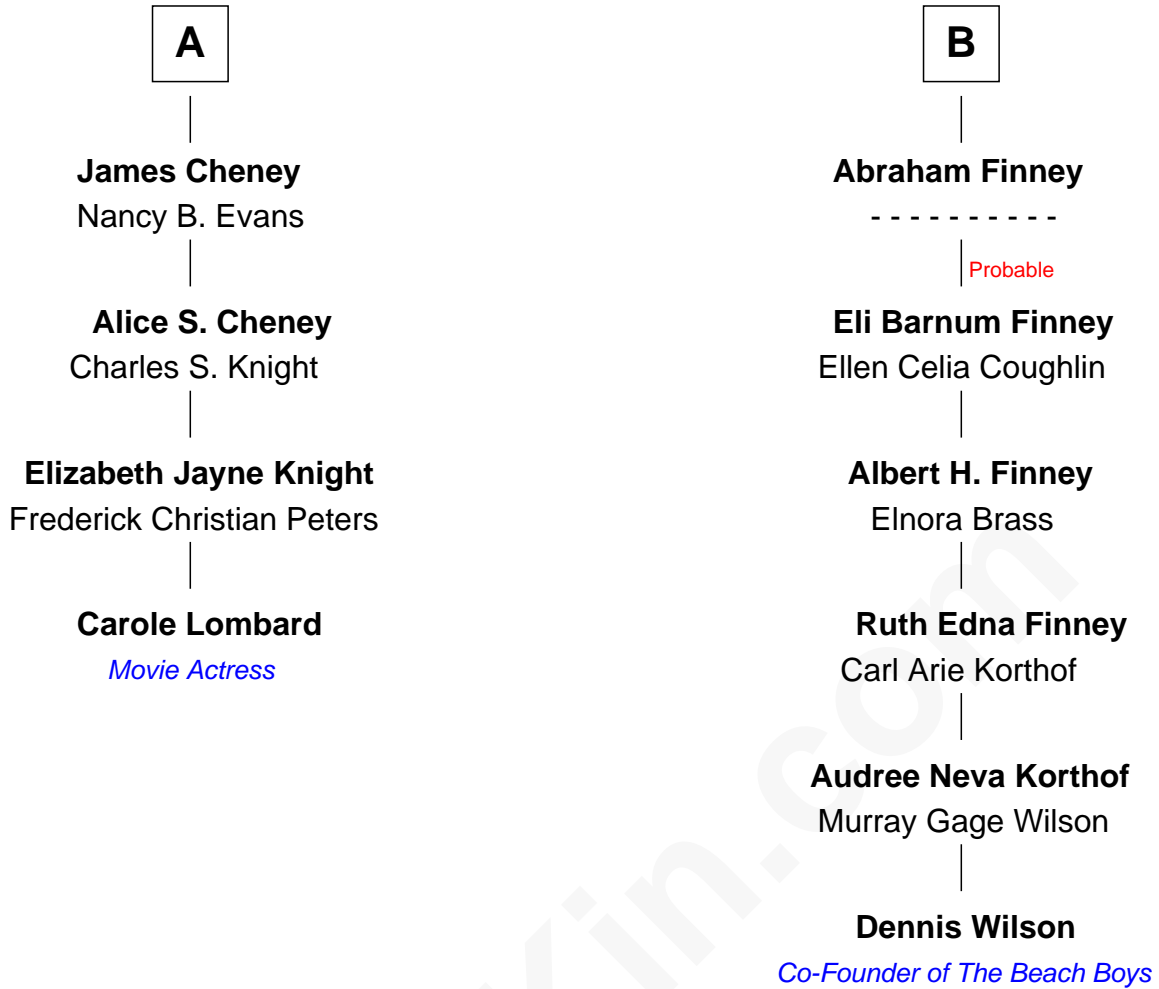 A
James Cheney
Nancy B. Evans
Alice S. Cheney
Charles S. Knight
Elizabeth Jayne Knight
Frederick Christian Peters
Carole Lombard
Movie Actress
B
Abraham Finney
- - - - - - - - - -
Probable
Eli Barnum Finney
Ellen Celia Coughlin
Albert H. Finney
Elnora Brass
Ruth Edna Finney
Carl Arie Korthof
Audree Neva Korthof
Murray Gage Wilson
Dennis Wilson
Co-Founder of The Beach Boys
Kin.com